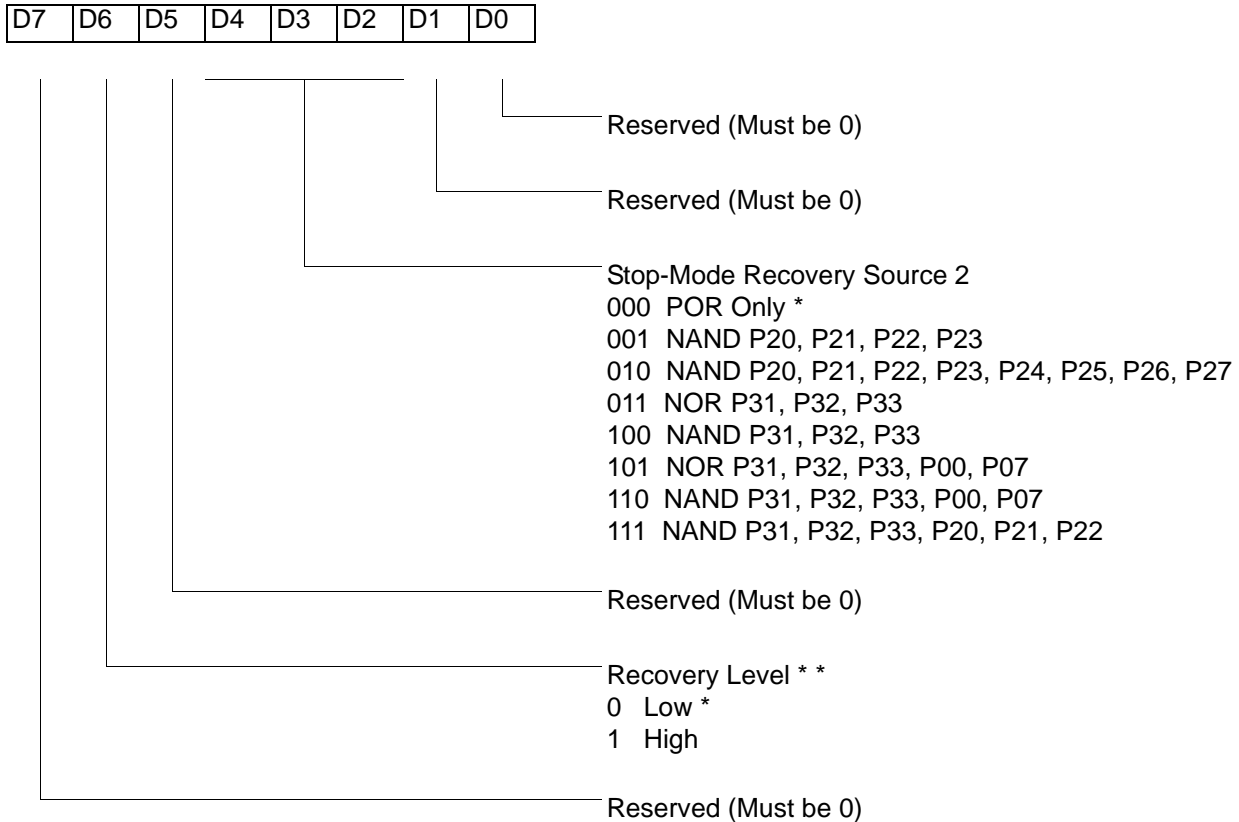 D7 D6 D5 D4 D3 D2 D1 D0
Reserved (Must be 0)
Reserved (Must be 0)
Stop-Mode Recovery Source 2
000 POR Only *
001 NAND P20, P21, P22, P23
010 NAND P20, P21, P22, P23, P24, P25, P26, P27
011 NOR P31, P32, P33
100 NAND P31, P32, P33
101 NOR P31, P32, P33, P00, P07
110 NAND P31, P32, P33, P00, P07
111 NAND P31, P32, P33, P20, P21, P22
Reserved (Must be 0)
Recovery Level * *
0 Low *
1 High
Reserved (Must be 0)